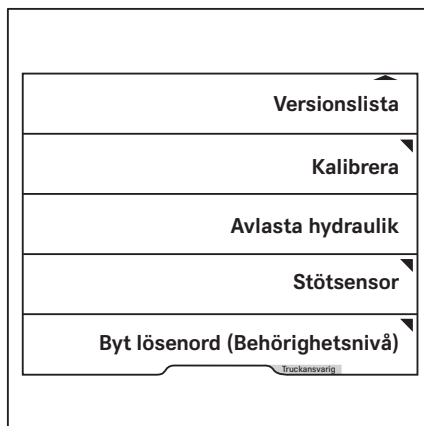 Versionslista
Kalibrera
Avlasta hydraulik
Stötsensor
Byt lösenord (Behörighetsnivå)
Truckansvarig